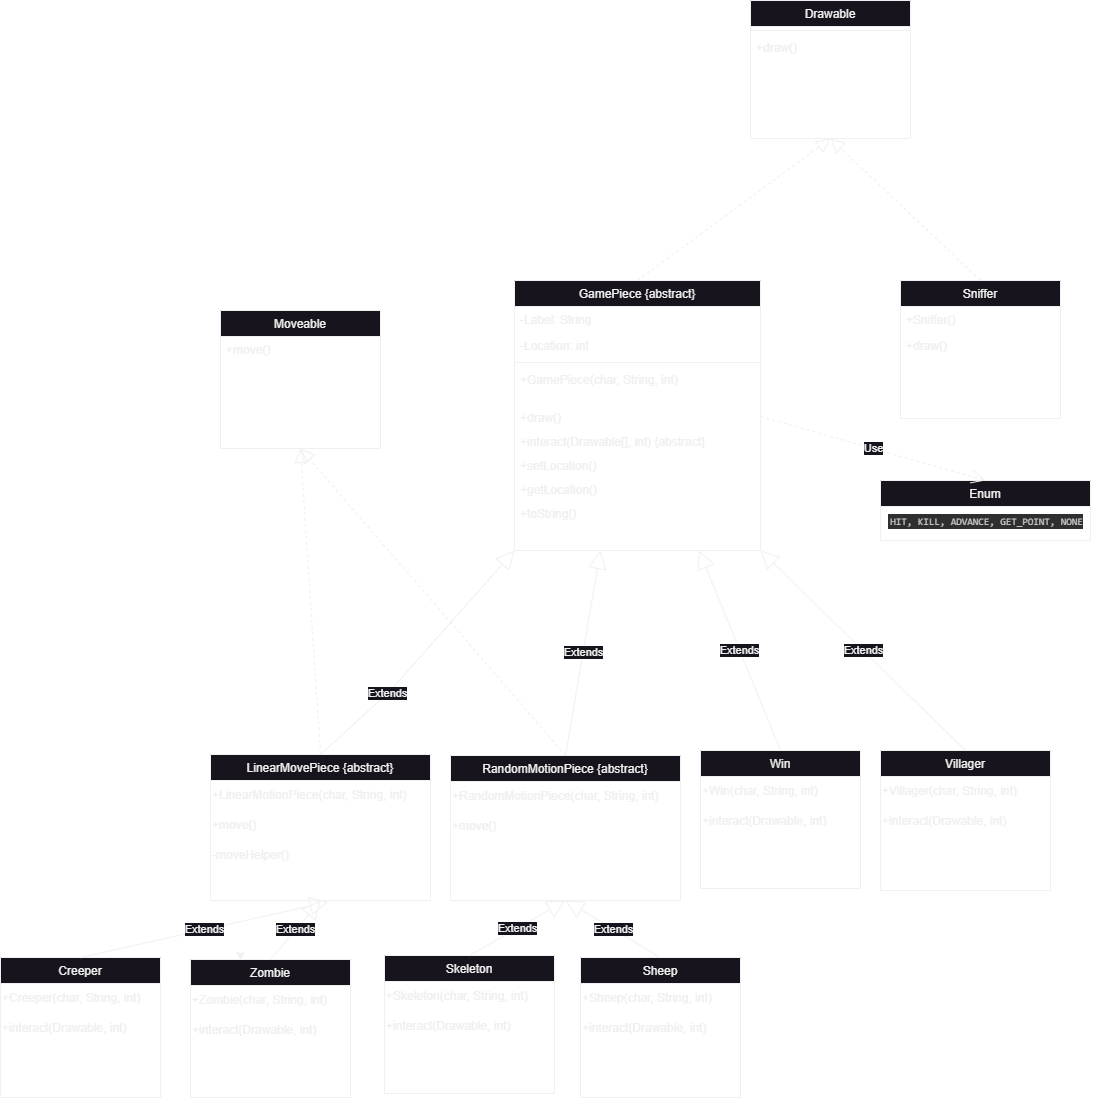 Drawable
+draw()
GamePiece {abstract}
-Label: String
-Location: int
+GamePiece(char, String, int)
+draw()
+interact(Drawable[], int) {abstract}
+setLocation()
+getLocation()
+toString()
Sniffer
+Sniffer()
+draw()
Moveable
+move()
Use
Enum
HIT, KILL, ADVANCE, GET_POINT, NONE
Extends
Extends
Extends
Extends
LinearMovePiece {abstract}
+LinearMotionPiece(char, String, int)
+move()
-moveHelper()
RandomMotionPiece {abstract}
+RandomMotionPiece(char, String, int)
+move()
Win
+Win(char, String, int)
+interact(Drawable, int)
Villager
+Villager(char, String, int)
+interact(Drawable, int)
Extends
Extends
Extends
Extends
Creeper
+Creeper(char, String, int)
+interact(Drawable, int)
Zombie
+Zombie(char, String, int)
+interact(Drawable, int)
Skeleton
+Skeleton(char, String, int)
+interact(Drawable, int)
Sheep
+Sheep(char, String, int)
+interact(Drawable, int)